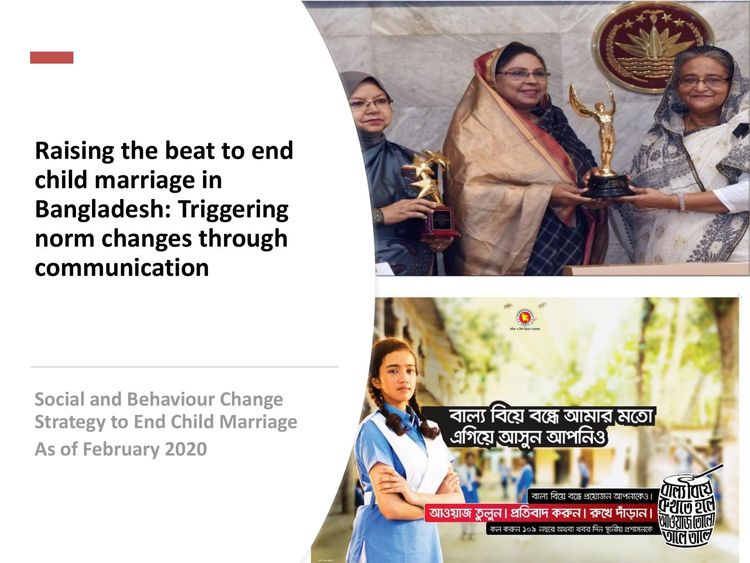 Raising the beat to end
child marriage in
Bangladesh: Triggering
norm changes through
communication
Social and Behaviour Change
Strategy to End Child Marriage
As of February 2020
বাল্য বিয়ে বন্ধে আমার মতো
এগিয়ে আসুন আপনিও
বাল্য বিয়ে বন্ধে প্রয়োজন আপনাকেও।
আওয়াজ তুলুন। প্রতিবাদ করুন। রুখে দাঁড়ান।
কল করুন ১০৯ নম্বরে অথবা খবর দিন স্থানীয় প্রশাসনকে
বাল্য বিয়ে
রুখতে হলে
আওয়াজ তোলো
তালে তালে